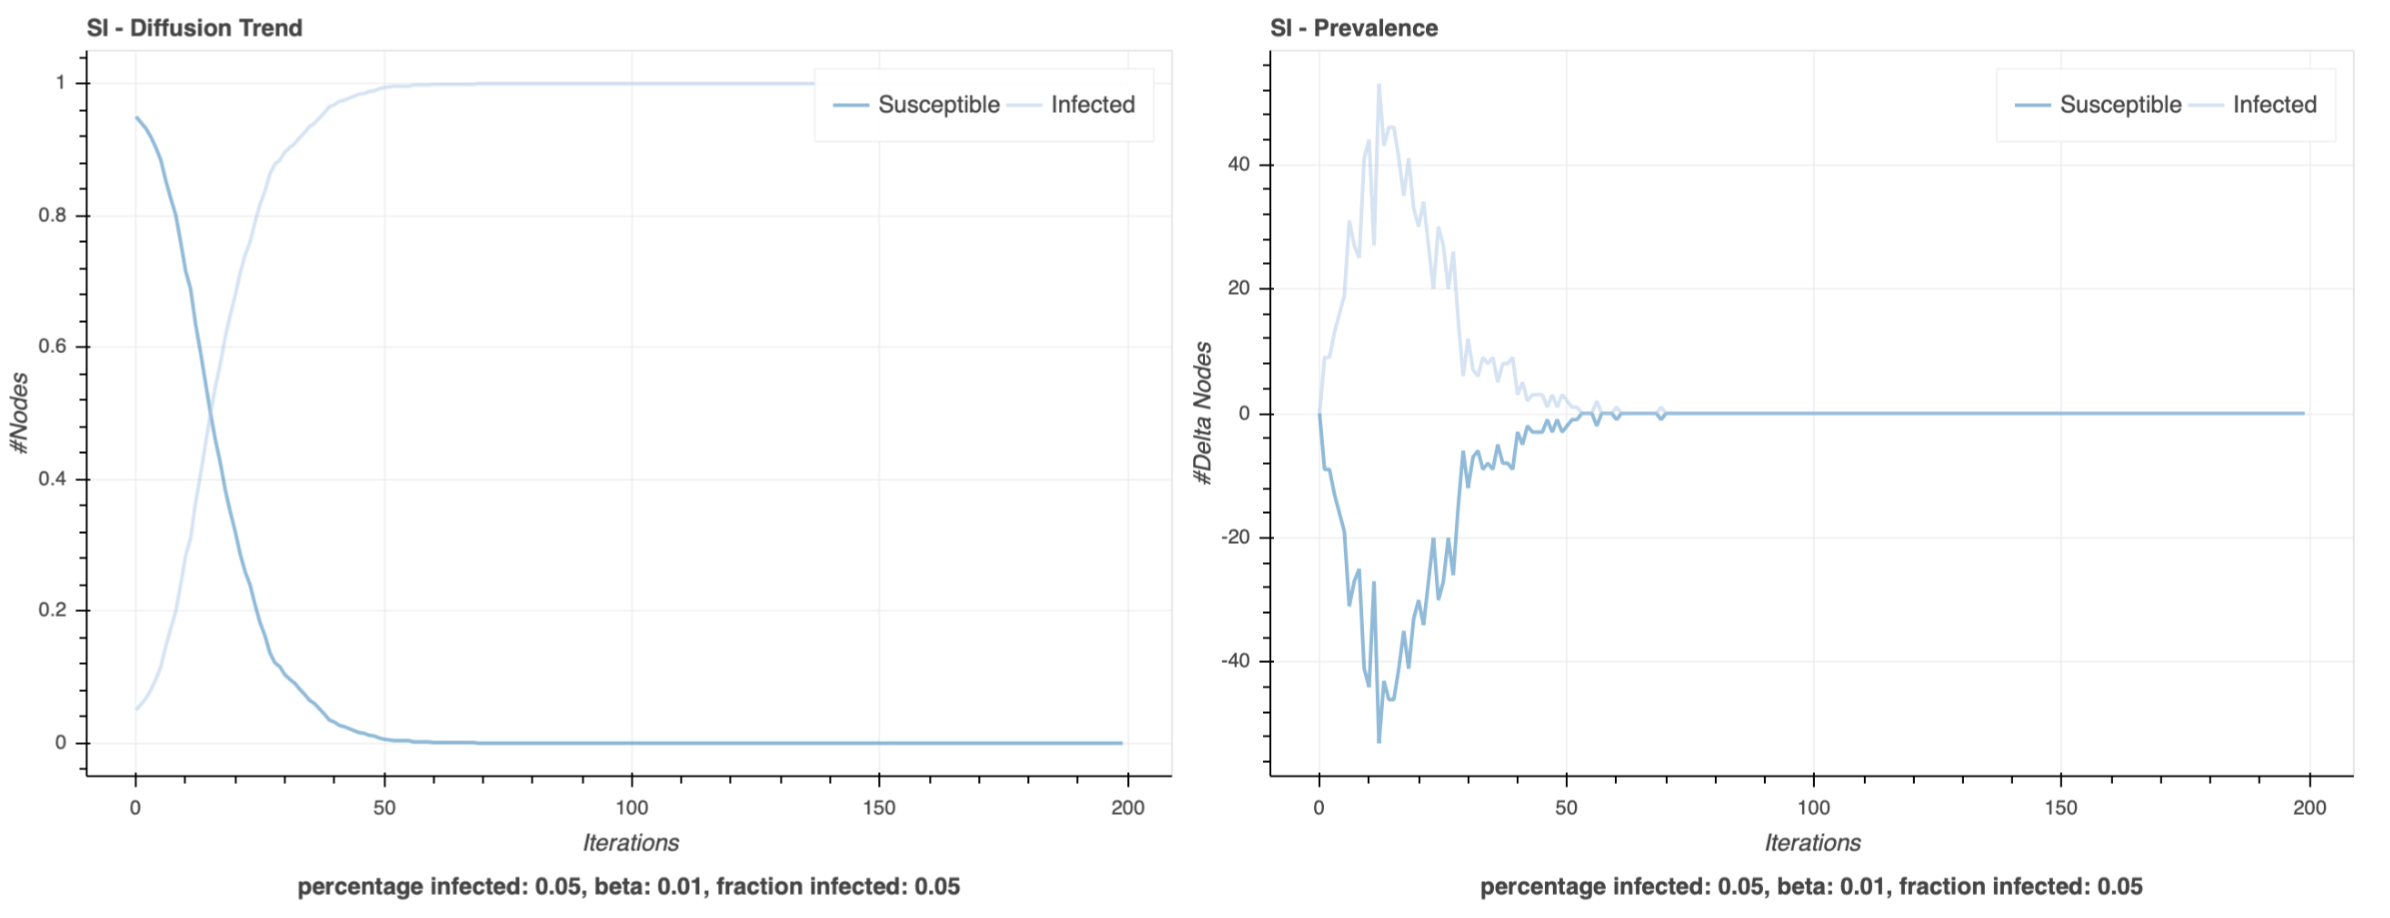 SI - Diffusion Trend
1
0.8
0.6
0.4
0.2
0
#Nodes
Susceptible Infected
0 50 100 150 200
Iterations
percentage infected: 0.05, beta: 0.01, fraction infected: 0.05
SI - Prevalence
40
20
0
-20
-40
#Delta Nodes
Susceptible Infected
0 50 100 150 200
Iterations
percentage infected: 0.05, beta: 0.01, fraction infected: 0.05